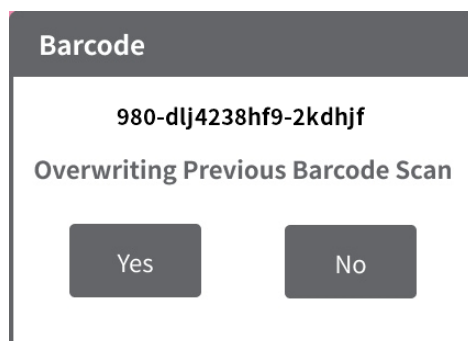 Barcode
980-dlj4238hf9-2kdhjf
Overwriting Previous Barcode Scan
Yes No